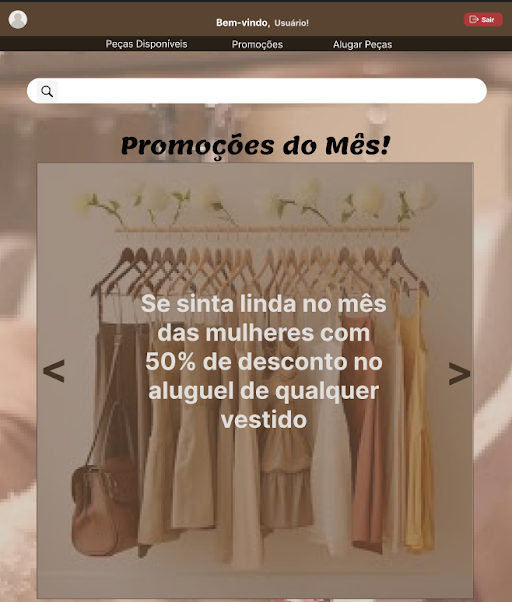 Bem-vindo, Usuário!
Sair
Peças Disponíveis Promoções Alugar Peças
Promoções do Mês!
Se sinta linda no mês
das mulheres com
50% de desconto no
aluguel de qualquer
vestido
< >